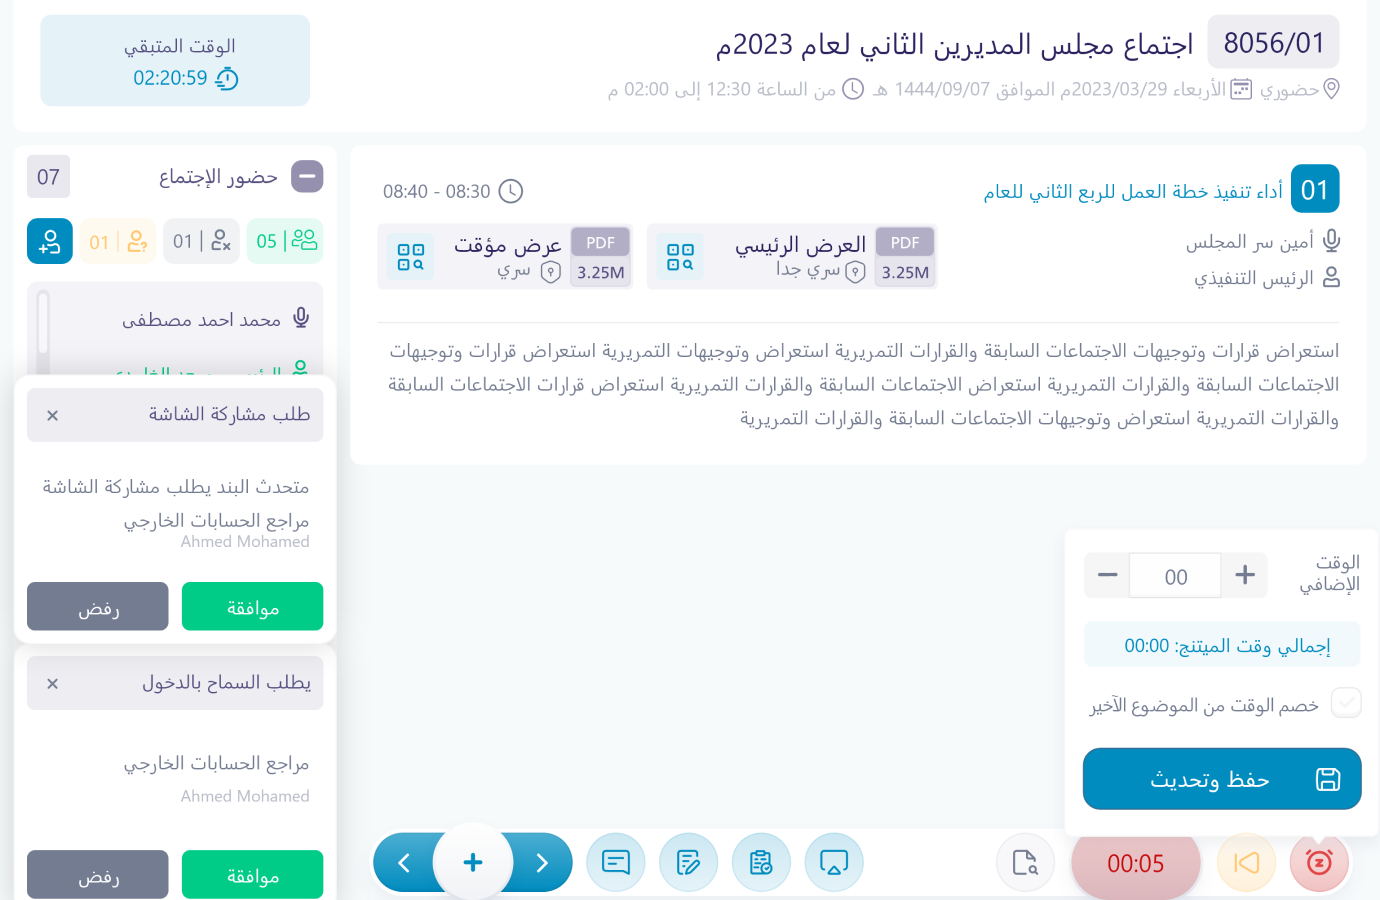 8056/01 اجتماع مجلس المديرين الثاني لعام 2023م
حضوري الأربعاء 2023/03/29م الموافق 1444/09/07 هـ من الساعة 12:30 إلى 02:00 م
الوقت المتبقي
02:20:59
01 أداء تنفيذ خطة العمل للربع الثاني للعام
08:30 - 08:40
أمين سر المجلس
الرئيس التنفيذي
PDF العرض الرئيسي
3.25M سري جدا
PDF عرض مؤقت
3.25M سري
استعراض قرارات وتوجيهات الاجتماعات السابقة والقرارات التمريرية استعراض وتوجيهات التمريرية استعراض قرارات وتوجيهات
الاجتماعات السابقة والقرارات التمريرية استعراض الاجتماعات السابقة والقرارات التمريرية استعراض قرارات الاجتماعات السابقة
والقرارات التمريرية استعراض وتوجيهات الاجتماعات السابقة والقرارات التمريرية
حضور الإجتماع 07
05 | 01 | 01
محمد احمد مصطفى
طلب مشاركة الشاشة
متحدث البند يطلب مشاركة الشاشة
مراجع الحسابات الخارجي
Ahmed Mohamed
موافقة
رفض
يطلب السماح بالدخول
مراجع الحسابات الخارجي
Ahmed Mohamed
موافقة
رفض
الوقت
الإضافي
00
إجمالي وقت الميتنج: 00:00
خصم الوقت من الموضوع الآخير
حفظ وتحديث
00:05